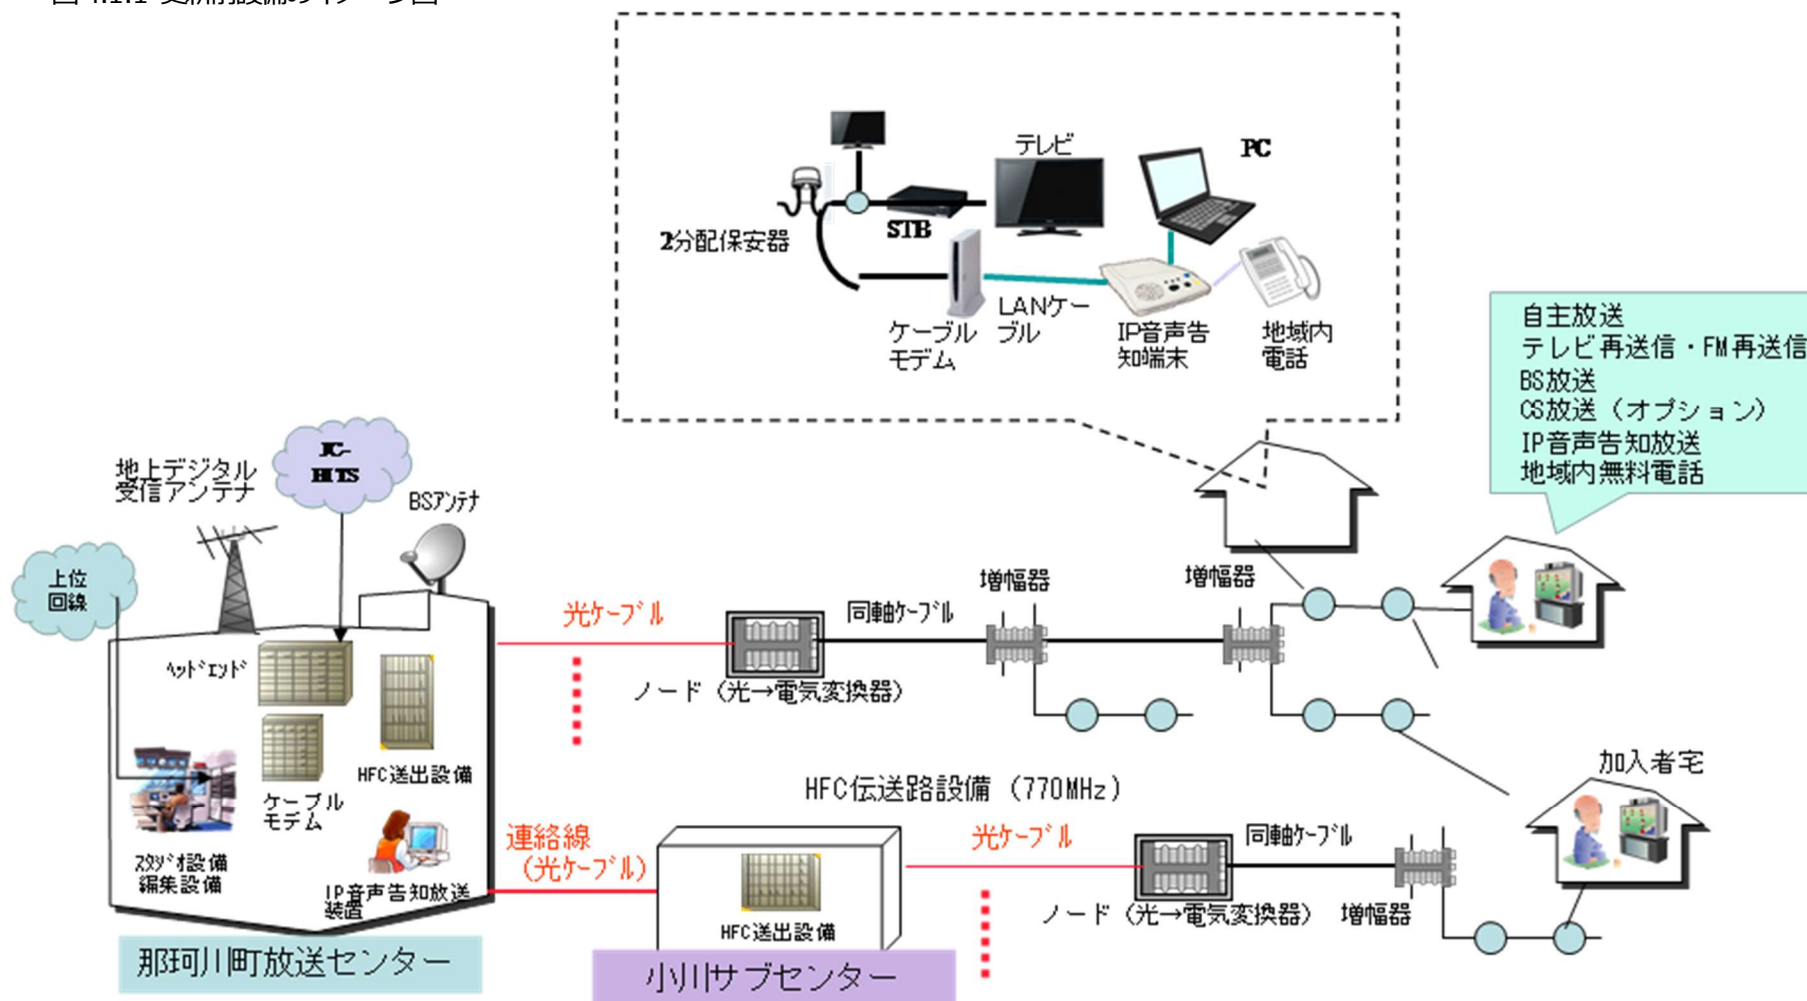 テレビ
PC
2分配保安器
STB
ケーブル
モデム
LANケー
ブル
IP音声告
知端末
地域内
電話
自主放送
テレビ再送信・FM再送信
BS放送
CS放送（オプション）
IP音声告知放送
地域内無料電話
JC-
HITS
地上デジタル
受信アンテナ
BSアンテナ
上位
回線
ヘッドエンド
HFC送出設備
ケーブル
モデム
スタジオ設備
編集設備
IP音声告知放送
装置
那珂川町放送センター
光ケーブル
ノード（光→電気変換器）
同軸ケーブル
増幅器
増幅器
HFC伝送路設備（770MHz）
連絡線
（光ケーブル）
HFC送出設備
小川サブセンター
光ケーブル
ノード（光→電気変換器）
同軸ケーブル
増幅器
加入者宅